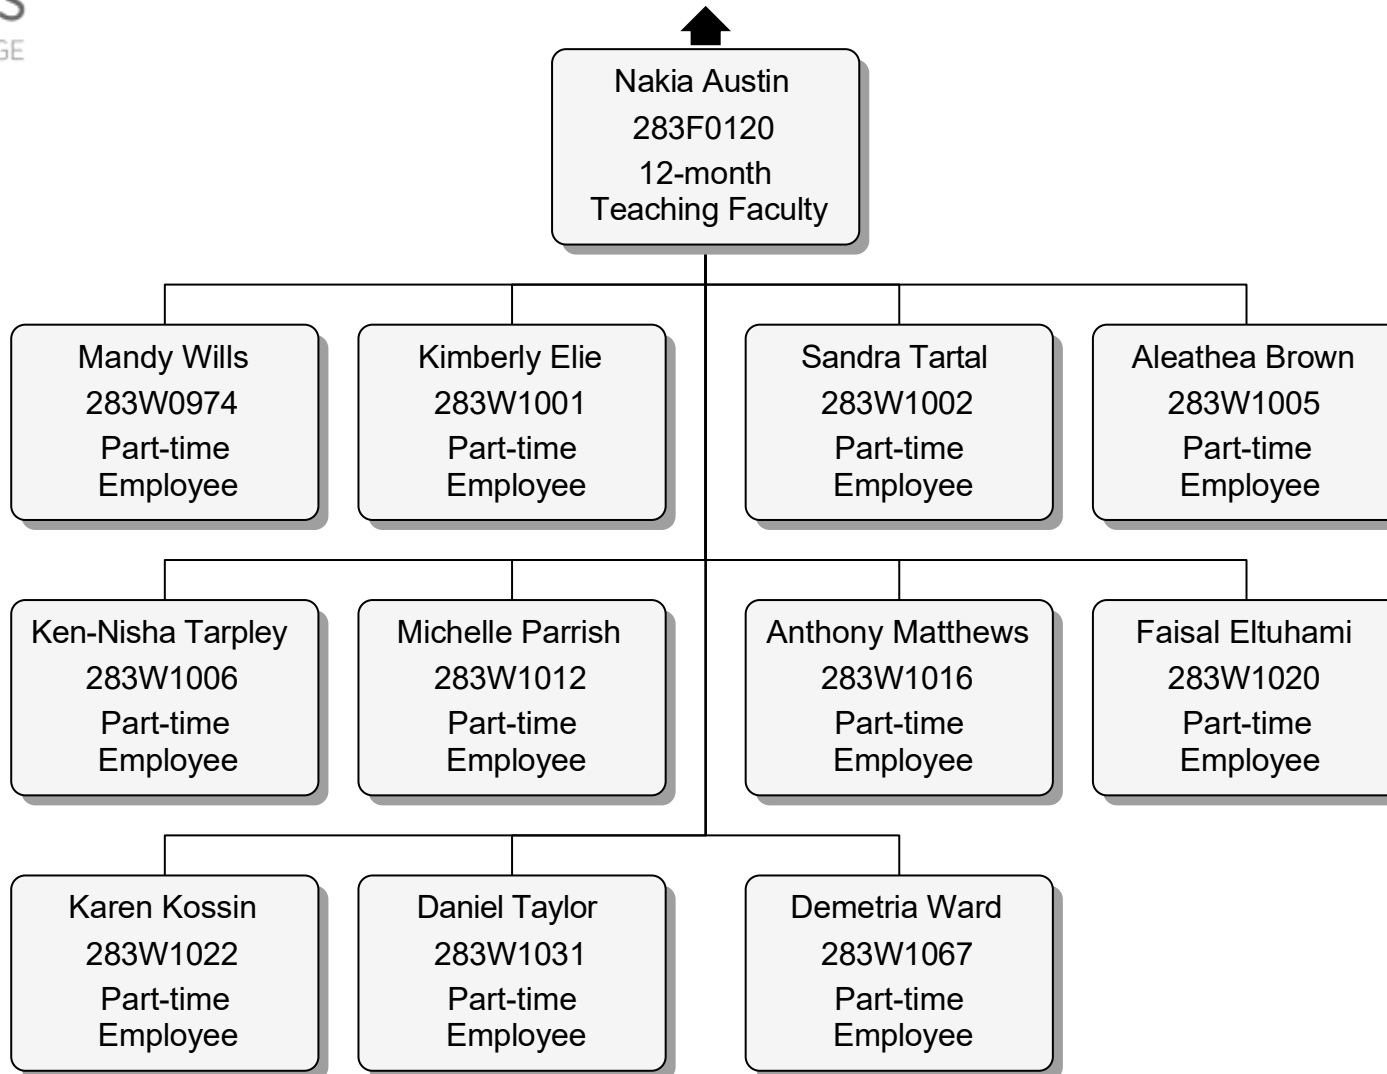 S
GE
Nakia Austin
283F0120
12-month
Teaching Faculty
Mandy Wills
283W0974
Part-time
Employee
Kimberly Elie
283W1001
Part-time
Employee
Sandra Tartal
283W1002
Part-time
Employee
Aleathea Brown
283W1005
Part-time
Employee
Ken-Nisha Tarpley
283W1006
Part-time
Employee
Michelle Parrish
283W1012
Part-time
Employee
Anthony Matthews
283W1016
Part-time
Employee
Faisal Eltuhami
283W1020
Part-time
Employee
Karen Kossin
283W1022
Part-time
Employee
Daniel Taylor
283W1031
Part-time
Employee
Demetria Ward
283W1067
Part-time
Employee